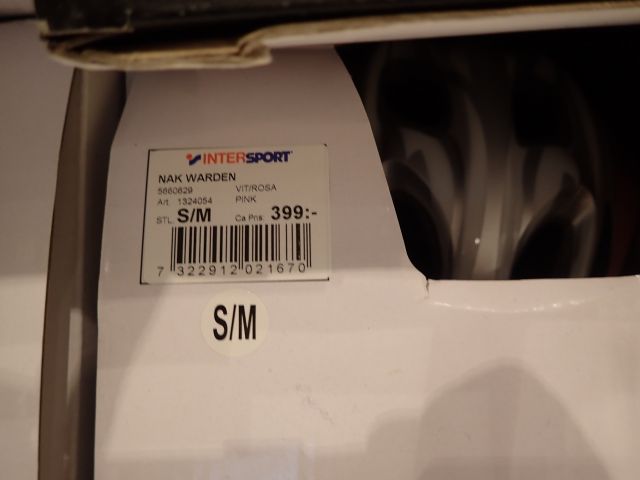 INTERSPORT
NAK WARDEN
5660629 VIT/ROSA
Art. 1324054 PINK
STL. S/M Ca Pris: 399:-
7 322912 021670
S/M